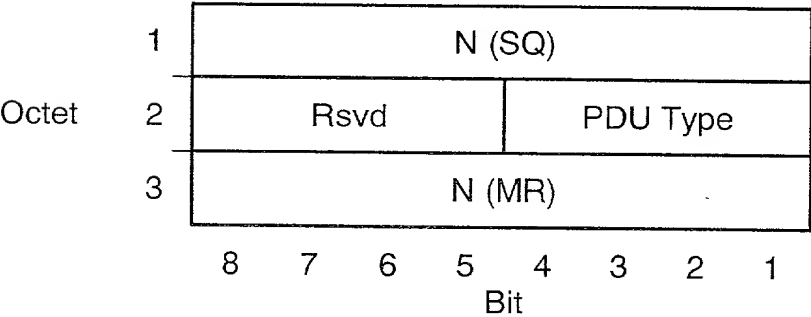 1 N (SQ)
Octet 2 Rsvd PDU Type
3 N (MR)
8 7 6 5 4 3 2 1
Bit